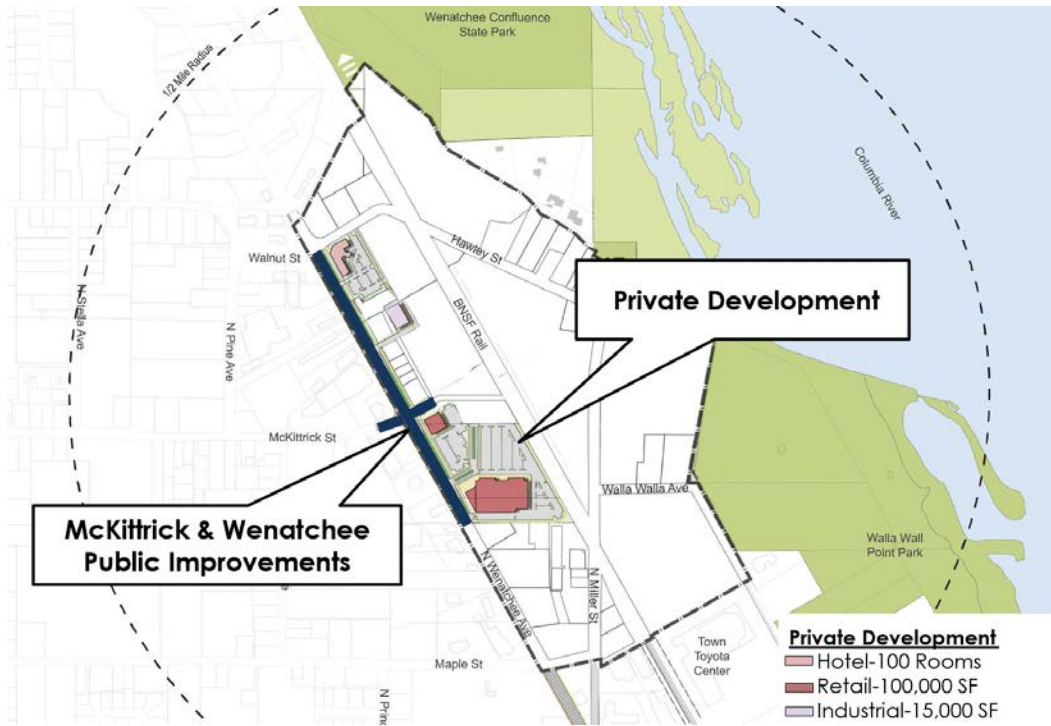 Wenatchee Confluence
State Park
1/2 Mile Radius
Columbia River
Walnut St
Hawley St
N Stella Ave
N Pine Ave
BNSF Rail
Private Development
McKittrick St
McKittrick & Wenatchee
Public Improvements
Walla Walla Ave
Walla Wall
Point Park
N Wenatchee Ave
N Miller St
Maple St
Town
Toyota
Center
Private Development
Hotel-100 Rooms
Retail-100,000 SF
Industrial-15,000 SF